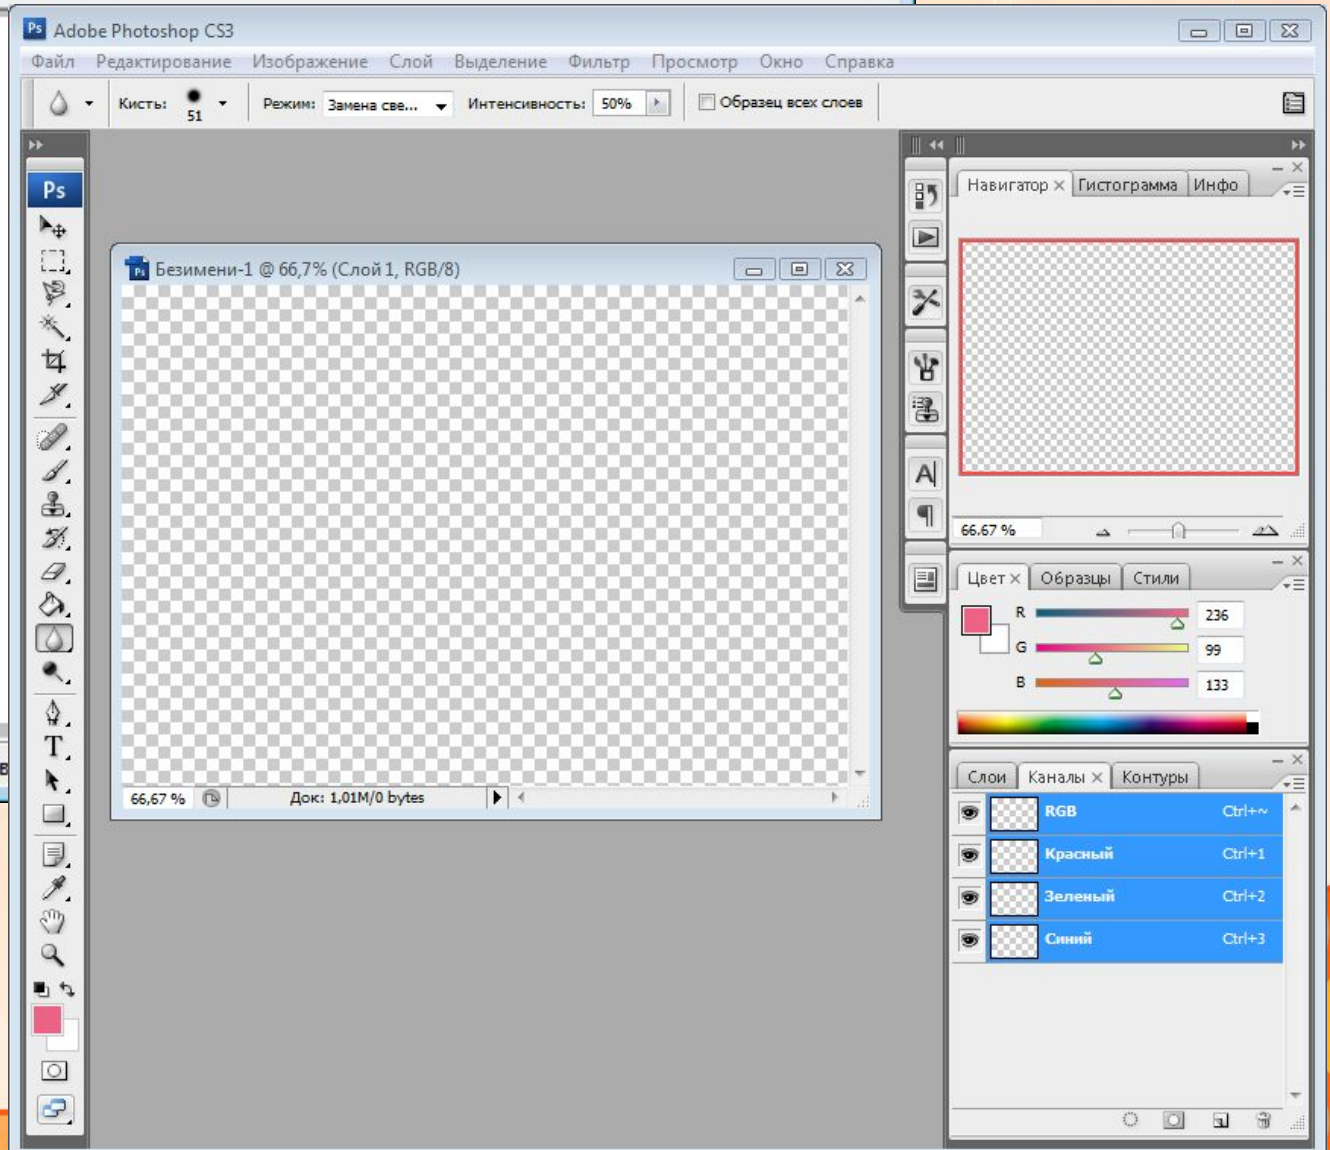 Ps Adobe Photoshop CS3
Файл Редактирование Изображение Слой Выделение Фильтр Просмотр Окно Справка
Кисть: 51 Режим: Замена све... Интенсивность: 50% Образец всех слоев
Ps
Безимени-1 @ 66,7% (Слой 1, RGB/8)
66,67 % Док: 1,01M/0 bytes
Навигатор × Гистограмма Инфо
66.67 %
Цвет × Образцы Стили
R 236
G 99
B 133
Слои Каналы × Контуры
RGB Ctrl+~
Красный Ctrl+1
Зеленый Ctrl+2
Синий Ctrl+3